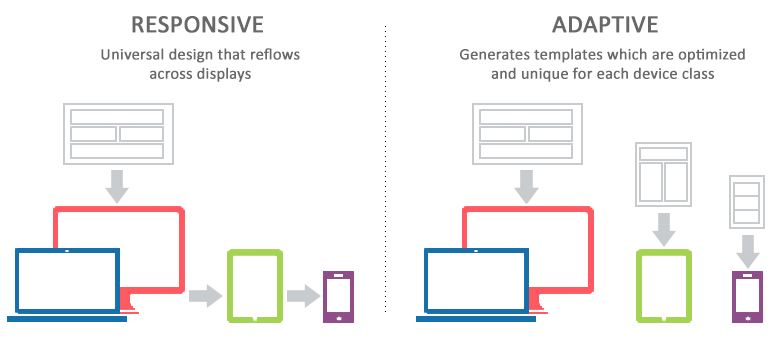 RESPONSIVE
Universal design that reflows
across displays
ADAPTIVE
Generates templates which are optimized
and unique for each device class